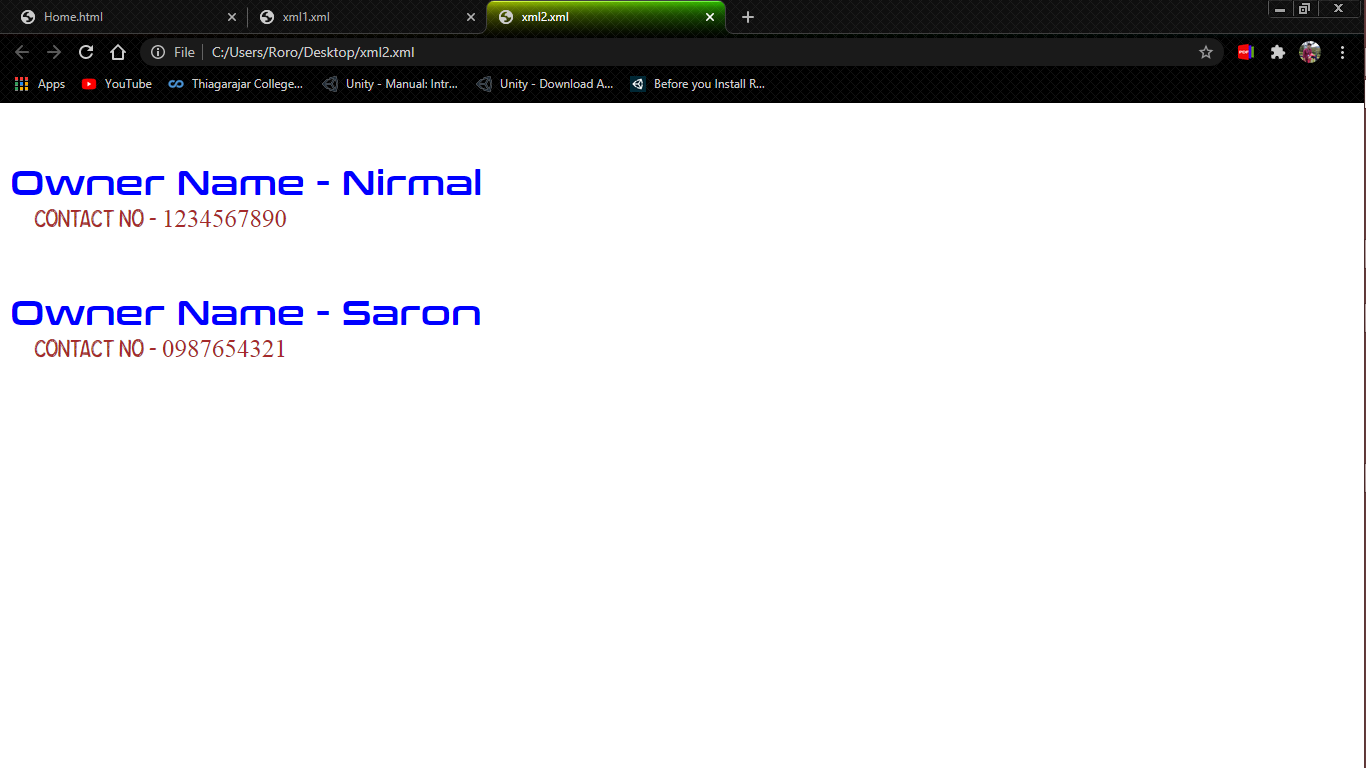 Home.html
xml1.xml
xml2.xml
File
C:/Users/Roro/Desktop/xml2.xml
PDF
Apps
YouTube
Thiagarajar College...
Unity - Manual: Intr...
Unity - Download A...
Before you Install R...
Owner Name - Nirmal
CONTACT NO - 1234567890
Owner Name - Saron
CONTACT NO - 0987654321